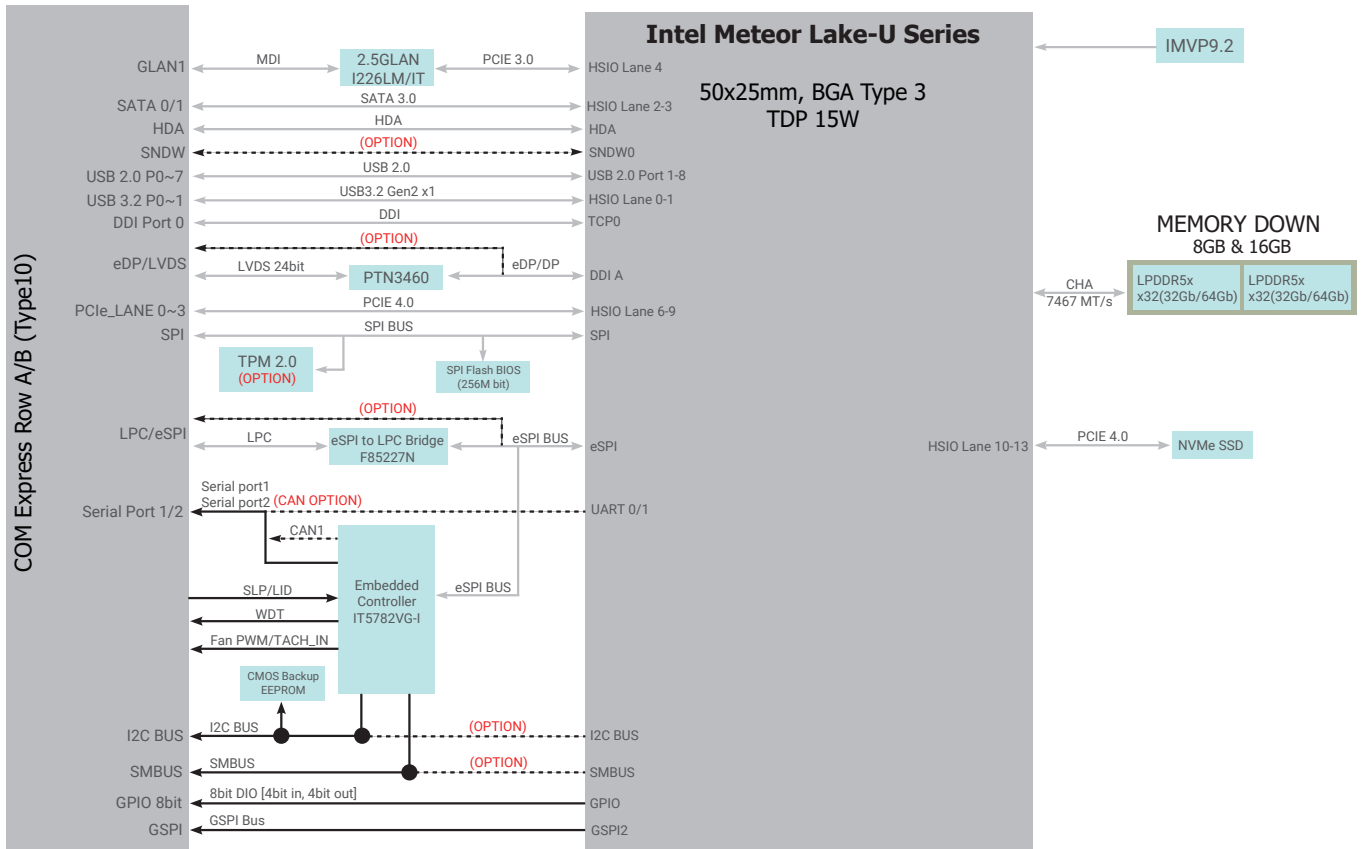 COM Express Row A/B (Type10)
Intel Meteor Lake-U Series
50x25mm, BGA Type 3
TDP 15W
IMVP9.2
GLAN1
MDI
2.5GLAN
I226LM/IT
PCIE 3.0
HSIO Lane 4
SATA 0/1
SATA 3.0
HSIO Lane 2-3
HDA
HDA
HDA
SNDW
(OPTION)
SNDW0
USB 2.0 P0~7
USB 2.0
USB 2.0 Port 1-8
USB 3.2 P0~1
USB3.2 Gen2 x1
HSIO Lane 0-1
DDI Port 0
DDI
TCP0
(OPTION)
eDP/LVDS
LVDS 24bit
PTN3460
eDP/DP
DDI A
PCIe_LANE 0~3
PCIE 4.0
HSIO Lane 6-9
SPI
SPI BUS
SPI
TPM 2.0
(OPTION)
SPI Flash BIOS
(256M bit)
MEMORY DOWN
8GB & 16GB
CHA
7467 MT/s
LPDDR5x
x32(32Gb/64Gb)
LPDDR5x
x32(32Gb/64Gb)
(OPTION)
LPC/eSPI
LPC
eSPI to LPC Bridge
F85227N
eSPI BUS
eSPI
HSIO Lane 10-13
PCIE 4.0
NVMe SSD
Serial port1
Serial port2 (CAN OPTION)
Serial Port 1/2
UART 0/1
CAN1
Embedded
Controller
IT5782VG-I
eSPI BUS
SLP/LID
WDT
Fan PWM/TACH_IN
CMOS Backup
EEPROM
I2C BUS
I2C BUS
(OPTION)
I2C BUS
SMBUS
SMBUS
(OPTION)
SMBUS
GPIO 8bit
8bit DIO [4bit in, 4bit out]
GPIO
GSPI
GSPI Bus
GSPI2